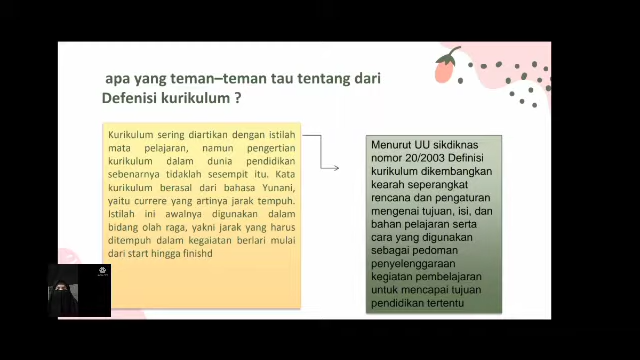 apa yang teman–teman tau tentang dari
Defenisi kurikulum ?
Kurikulum sering diartikan dengan istilah
mata pelajaran, namun pengertian
kurikulum dalam dunia pendidikan
sebenarnya tidaklah sesempit itu. Kata
kurikulum berasal dari bahasa Yunani,
yaitu currere yang artinya jarak tempuh.
Istilah ini awalnya digunakan dalam
bidang olah raga, yakni jarak yang harus
ditempuh dalam kegaiatan berlari mulai
dari start hingga finishd
Menurut UU sikdiknas
nomor 20/2003 Definisi
kurikulum dikembangkan
kearah seperangkat
rencana dan pengaturan
mengenai tujuan, isi, dan
bahan pelajaran serta
cara yang digunakan
sebagai pedoman
penyelenggaraan
kegiatan pembelajaran
untuk mencapai tujuan
pendidikan tertentu